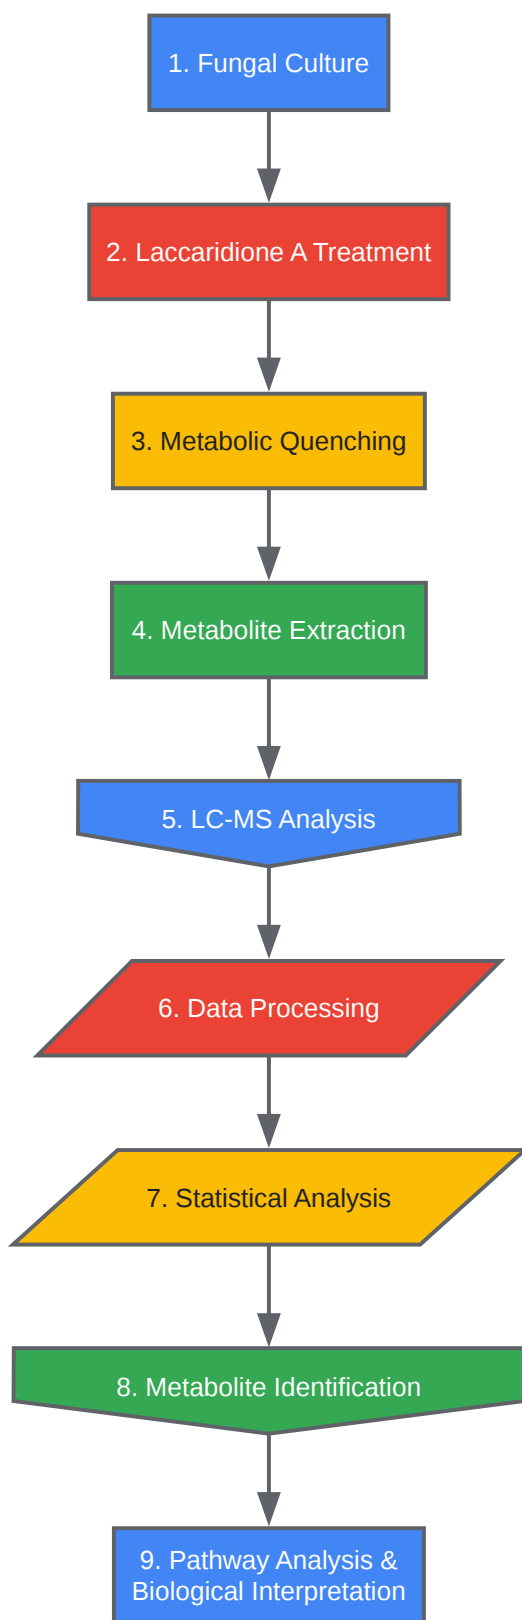 1. Fungal Culture
2. Laccaridione A Treatment
3. Metabolic Quenching
4. Metabolite Extraction
5. LC-MS Analysis
6. Data Processing
7. Statistical Analysis
8. Metabolite Identification
9. Pathway Analysis &
Biological Interpretation